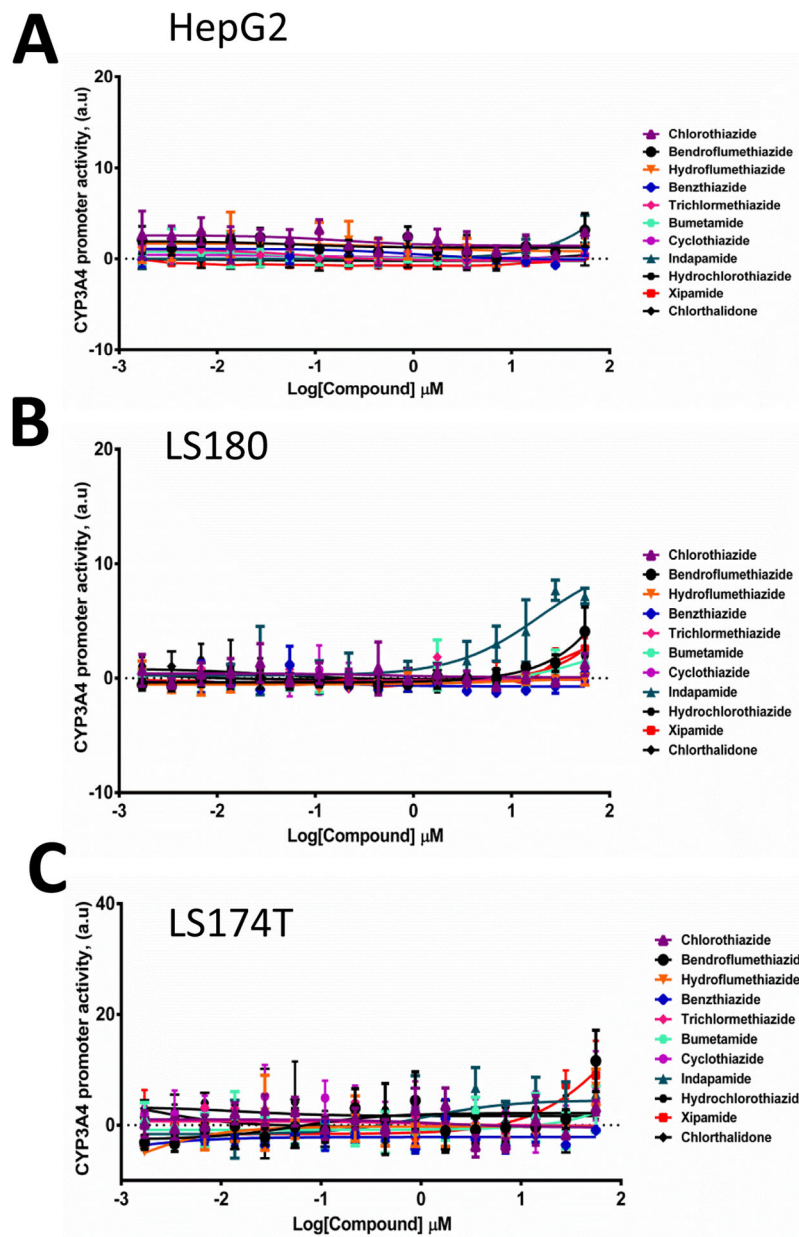 A
HepG2
20
10
0
-10
-3
-2
-1
0
1
2
CYP3A4 promoter activity, (a.u)
Log[Compound] µM
Chlorothiazide
Bendroflumethiazide
Hydroflumethiazide
Benzthiazide
Trichlormethiazide
Bumetamide
Cyclothiazide
Indapamide
Hydrochlorothiazide
Xipamide
Chlorthalidone
B
LS180
20
10
0
-10
-3
-2
-1
0
1
2
CYP3A4 promoter activity, (a.u)
Log[Compound] µM
Chlorothiazide
Bendroflumethiazide
Hydroflumethiazide
Benzthiazide
Trichlormethiazide
Bumetamide
Cyclothiazide
Indapamide
Hydrochlorothiazide
Xipamide
Chlorthalidone
C
LS174T
40
20
0
-3
-2
-1
0
1
2
CYP3A4 promoter activity, (a.u)
Log[Compound] µM
Chlorothiazide
Bendroflumethiazid
Hydroflumethiazide
Benzthiazide
Trichlormethiazide
Bumetamide
Cyclothiazide
Indapamide
Hydrochlorothiazid
Xipamide
Chlorthalidone